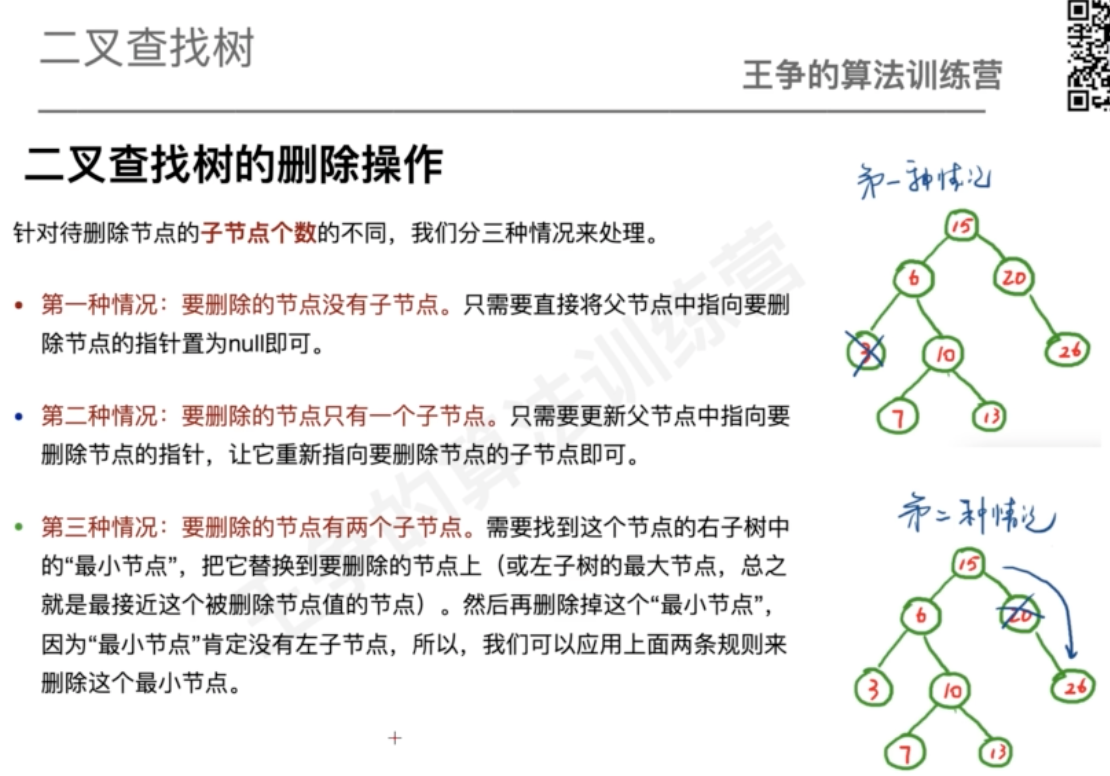 二叉查找树
王争的算法训练营
二叉查找树的删除操作
针对待删除节点的子节点个数的不同，我们分三种情况来处理。
• 第一种情况：要删除的节点没有子节点。只需要直接将父节点中指向要删
除节点的指针置为null即可。
• 第二种情况：要删除的节点只有一个子节点。只需要更新父节点中指向要
删除节点的指针，让它重新指向要删除节点的子节点即可。
• 第三种情况：要删除的节点有两个子节点。需要找到这个节点的右子树中
的“最小节点”，把它替换到要删除的节点上（或左子树的最大节点，总之
就是最接近这个被删除节点值的节点）。然后再删除掉这个“最小节点”，
因为“最小节点”肯定没有左子节点，所以，我们可以应用上面两条规则来
删除这个最小节点。
王争的算法训练营
第一种情况
15
6 20
3 10 26
7 13
第二种情况
15
6 20
3 10 26
7 13